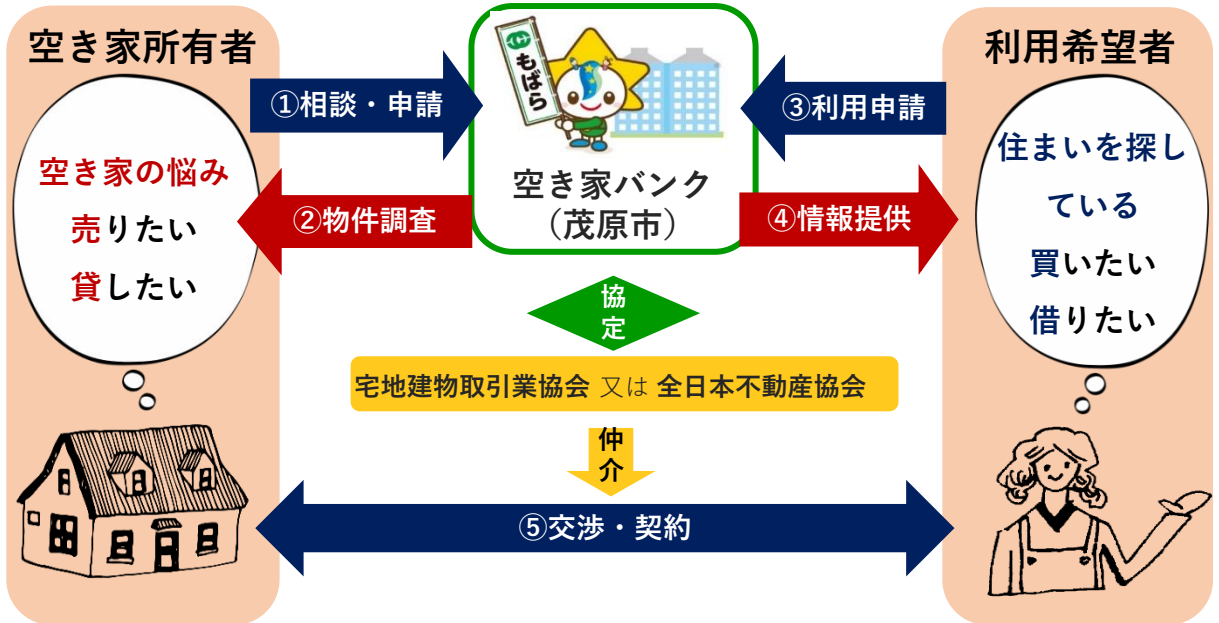 空き家所有者
空き家の悩み
売りたい
貸したい
①相談・申請
②物件調査
もばら
空き家バンク
（茂原市）
③利用申請
④情報提供
利用希望者
住まいを探し
ている
買いたい
借りたい
協
定
宅地建物取引業協会 又は 全日本不動産協会
仲
介
⑤交渉・契約